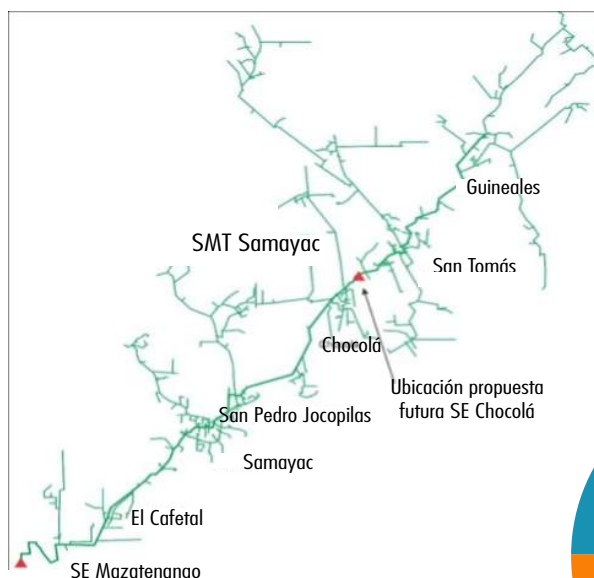 Guineales
SMT Samayac
San Tomás
Chocolá
Ubicación propuesta
futura SE Chocolá
San Pedro Jocopilas
Samayac
El Cafetal
SE Mazatenango